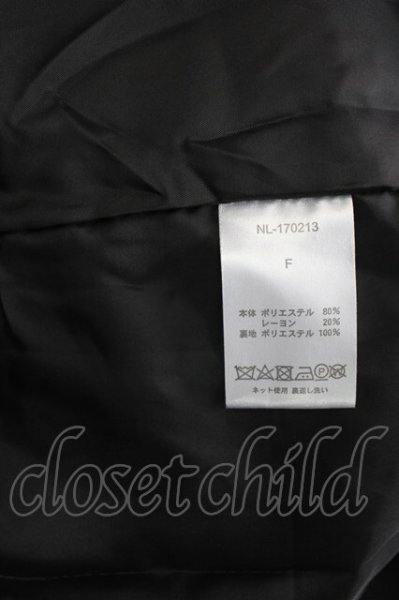 NL-170213
F
本体 ポリエステル 80%
レーヨン 20%
裏地 ポリエステル 100%
ネット使用 裏返し洗い
closet child